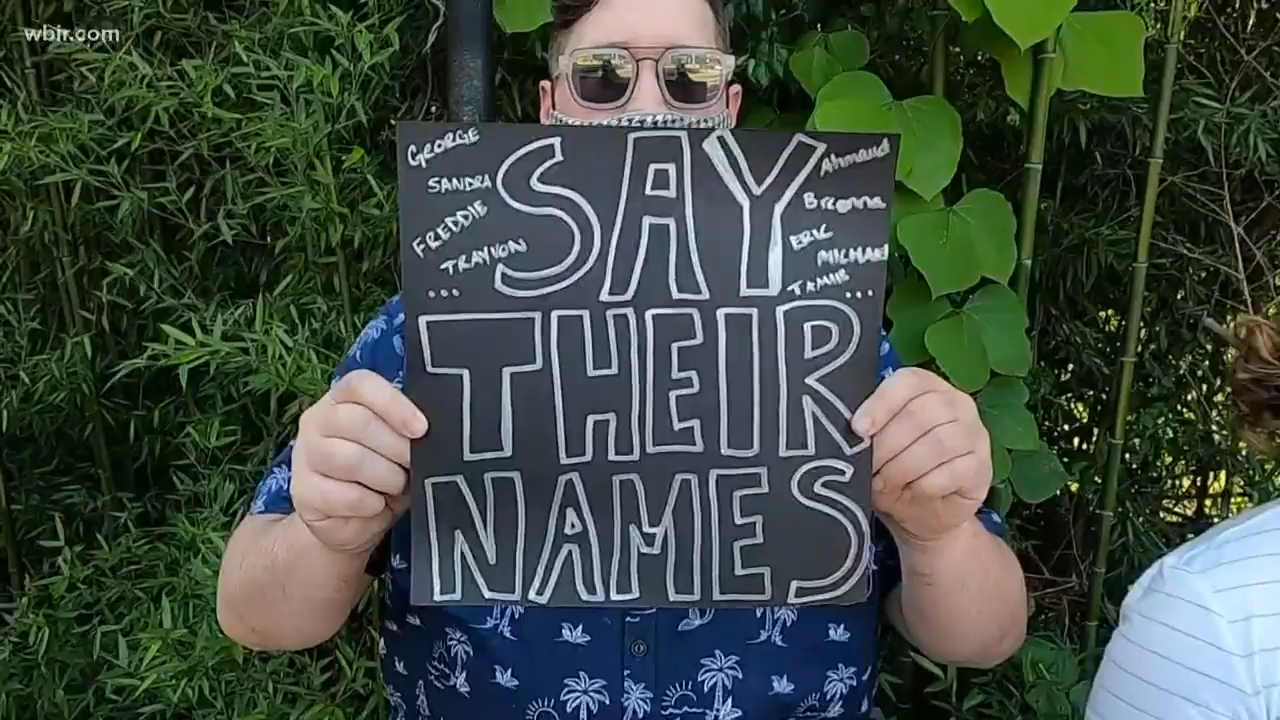 wbir.com
GEORGE
SANDRA
FREDDIE
TRAYVON
...
SAY
THEIR
NAMES
Ahmaud
Breonna
ERIC
MICHAEL
TAMIR
...